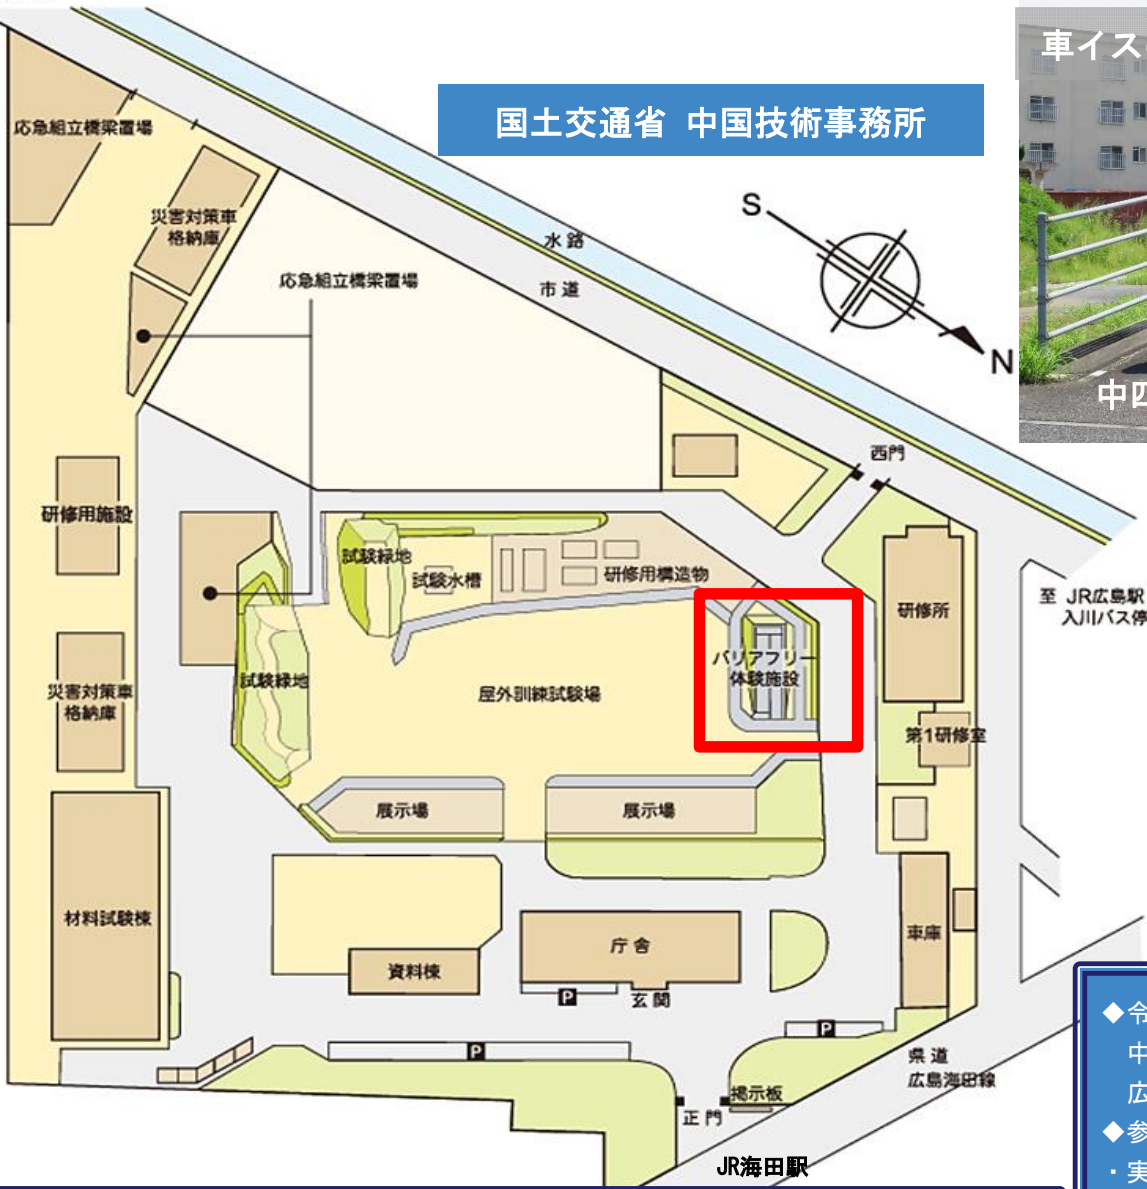 車イス
国土交通省 中国技術事務所
応急組立橋梁置場
災害対策車
格納庫
S
水路
応急組立橋梁置場
市道
N
中四
西門
研修用施設
試験緑地
試験水槽
研修用構造物
至 JR広島駅
入川バス停
研修所
バリアフリー
体験施設
試験緑地
屋外訓練試験場
災害対策車
格納庫
第1研修室
展示場
展示場
材料試験棟
庁舎
車庫
資料棟
P
玄関
P
P
県道
広島海田線
掲示板
正門
JR海田駅
◆令
中
広
◆参
・実